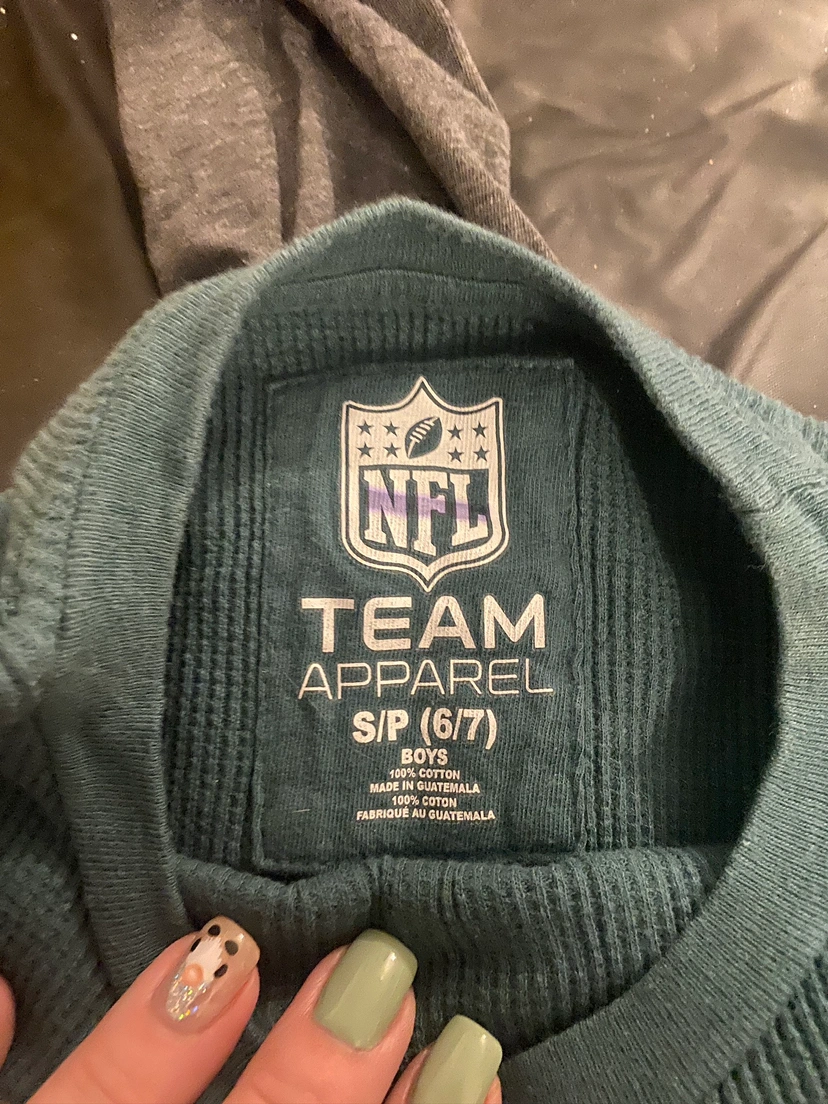 NFL
TEAM
APPAREL
S/P (6/7)
BOYS
100% COTTON
MADE IN GUATEMALA
100% COTON
FABRIQUÉ AU GUATEMALA